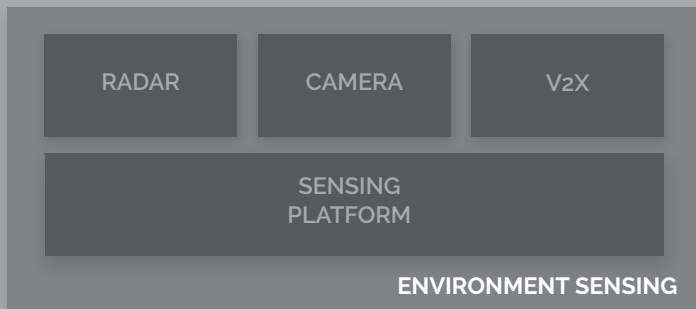 RADAR
CAMERA
V2X
SENSING
PLATFORM
ENVIRONMENT SENSING